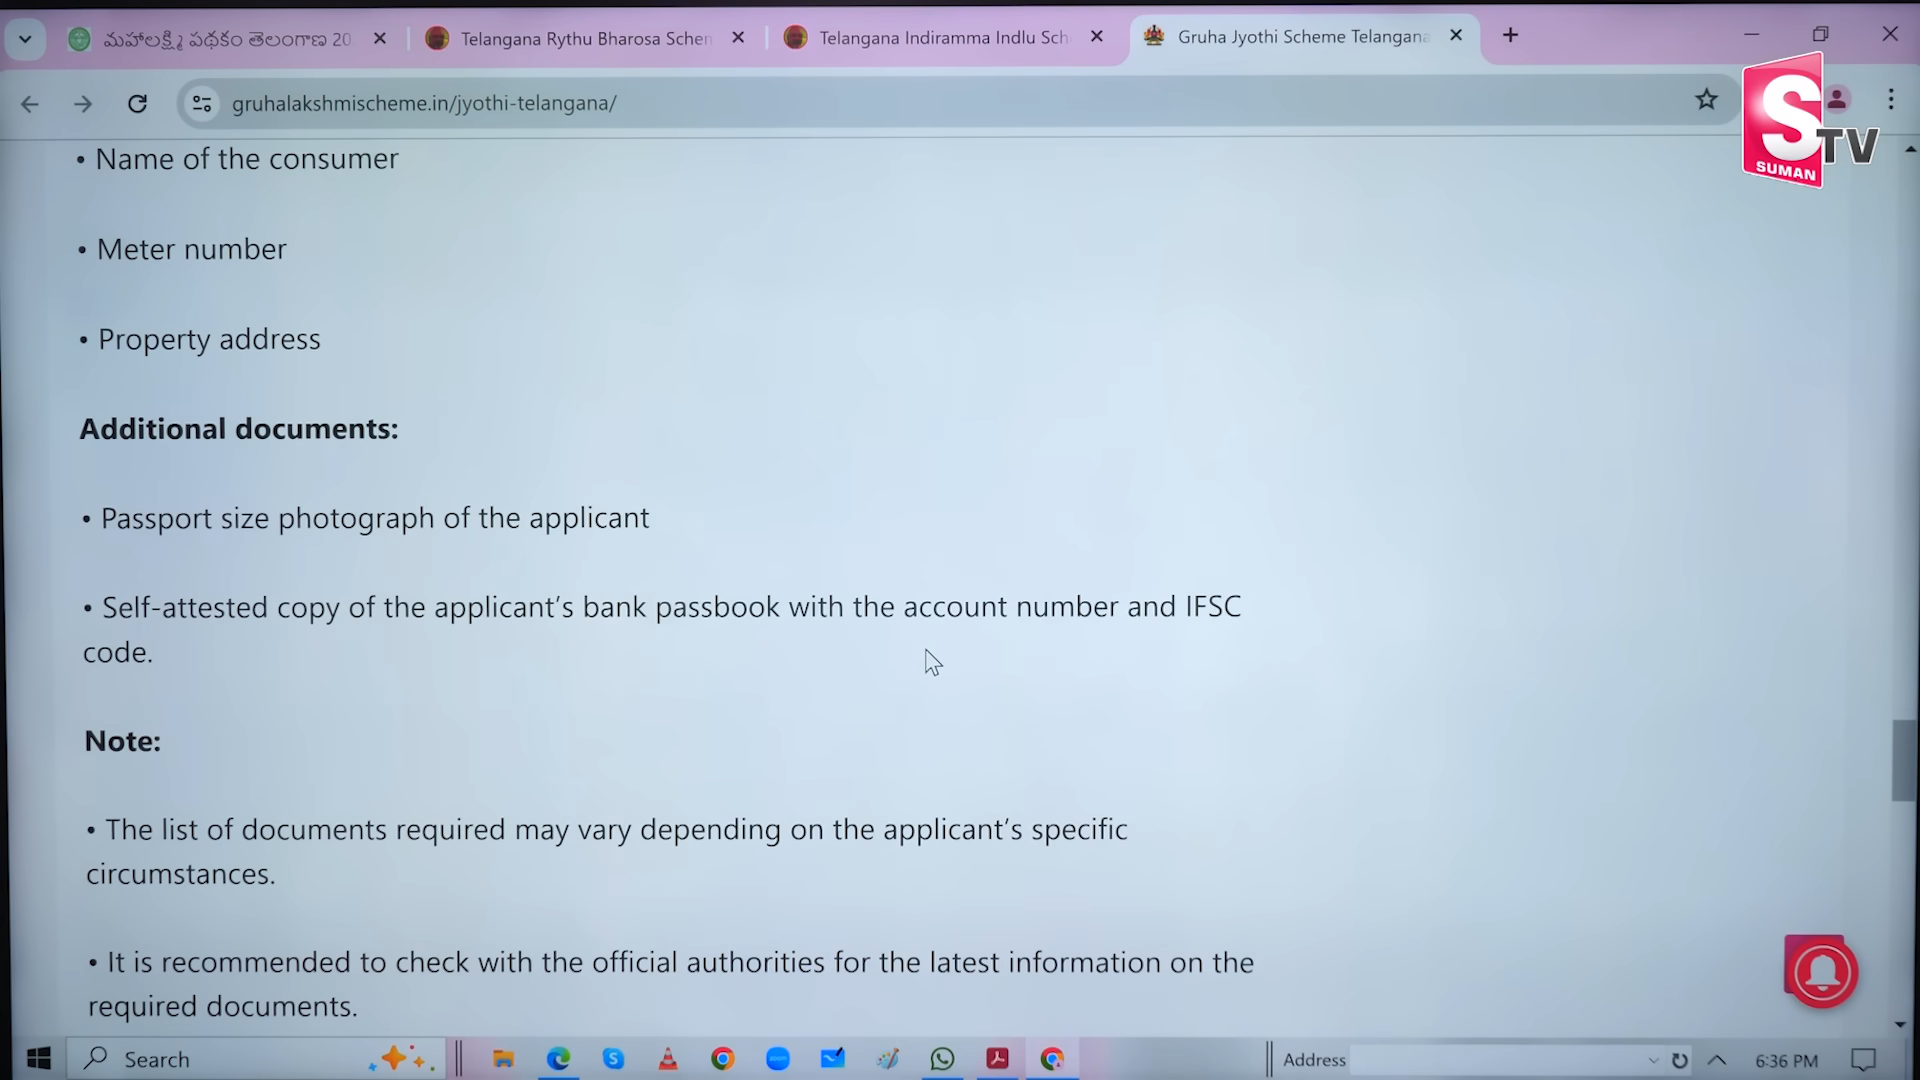 మహాలక్ష్మి పథకం తెలంగాణ 20
Telangana Rythu Bharosa Schem
Telangana Indiramma Indlu Sch
Gruha Jyothi Scheme Telangana
gruhalakshmischeme.in/jyothi-telangana/
S TV
SUMAN
• Name of the consumer
• Meter number
• Property address
Additional documents:
• Passport size photograph of the applicant
• Self-attested copy of the applicant’s bank passbook with the account number and IFSC
code.
Note:
• The list of documents required may vary depending on the applicant’s specific
circumstances.
• It is recommended to check with the official authorities for the latest information on the
required documents.
Search
zoom
Address
6:36 PM